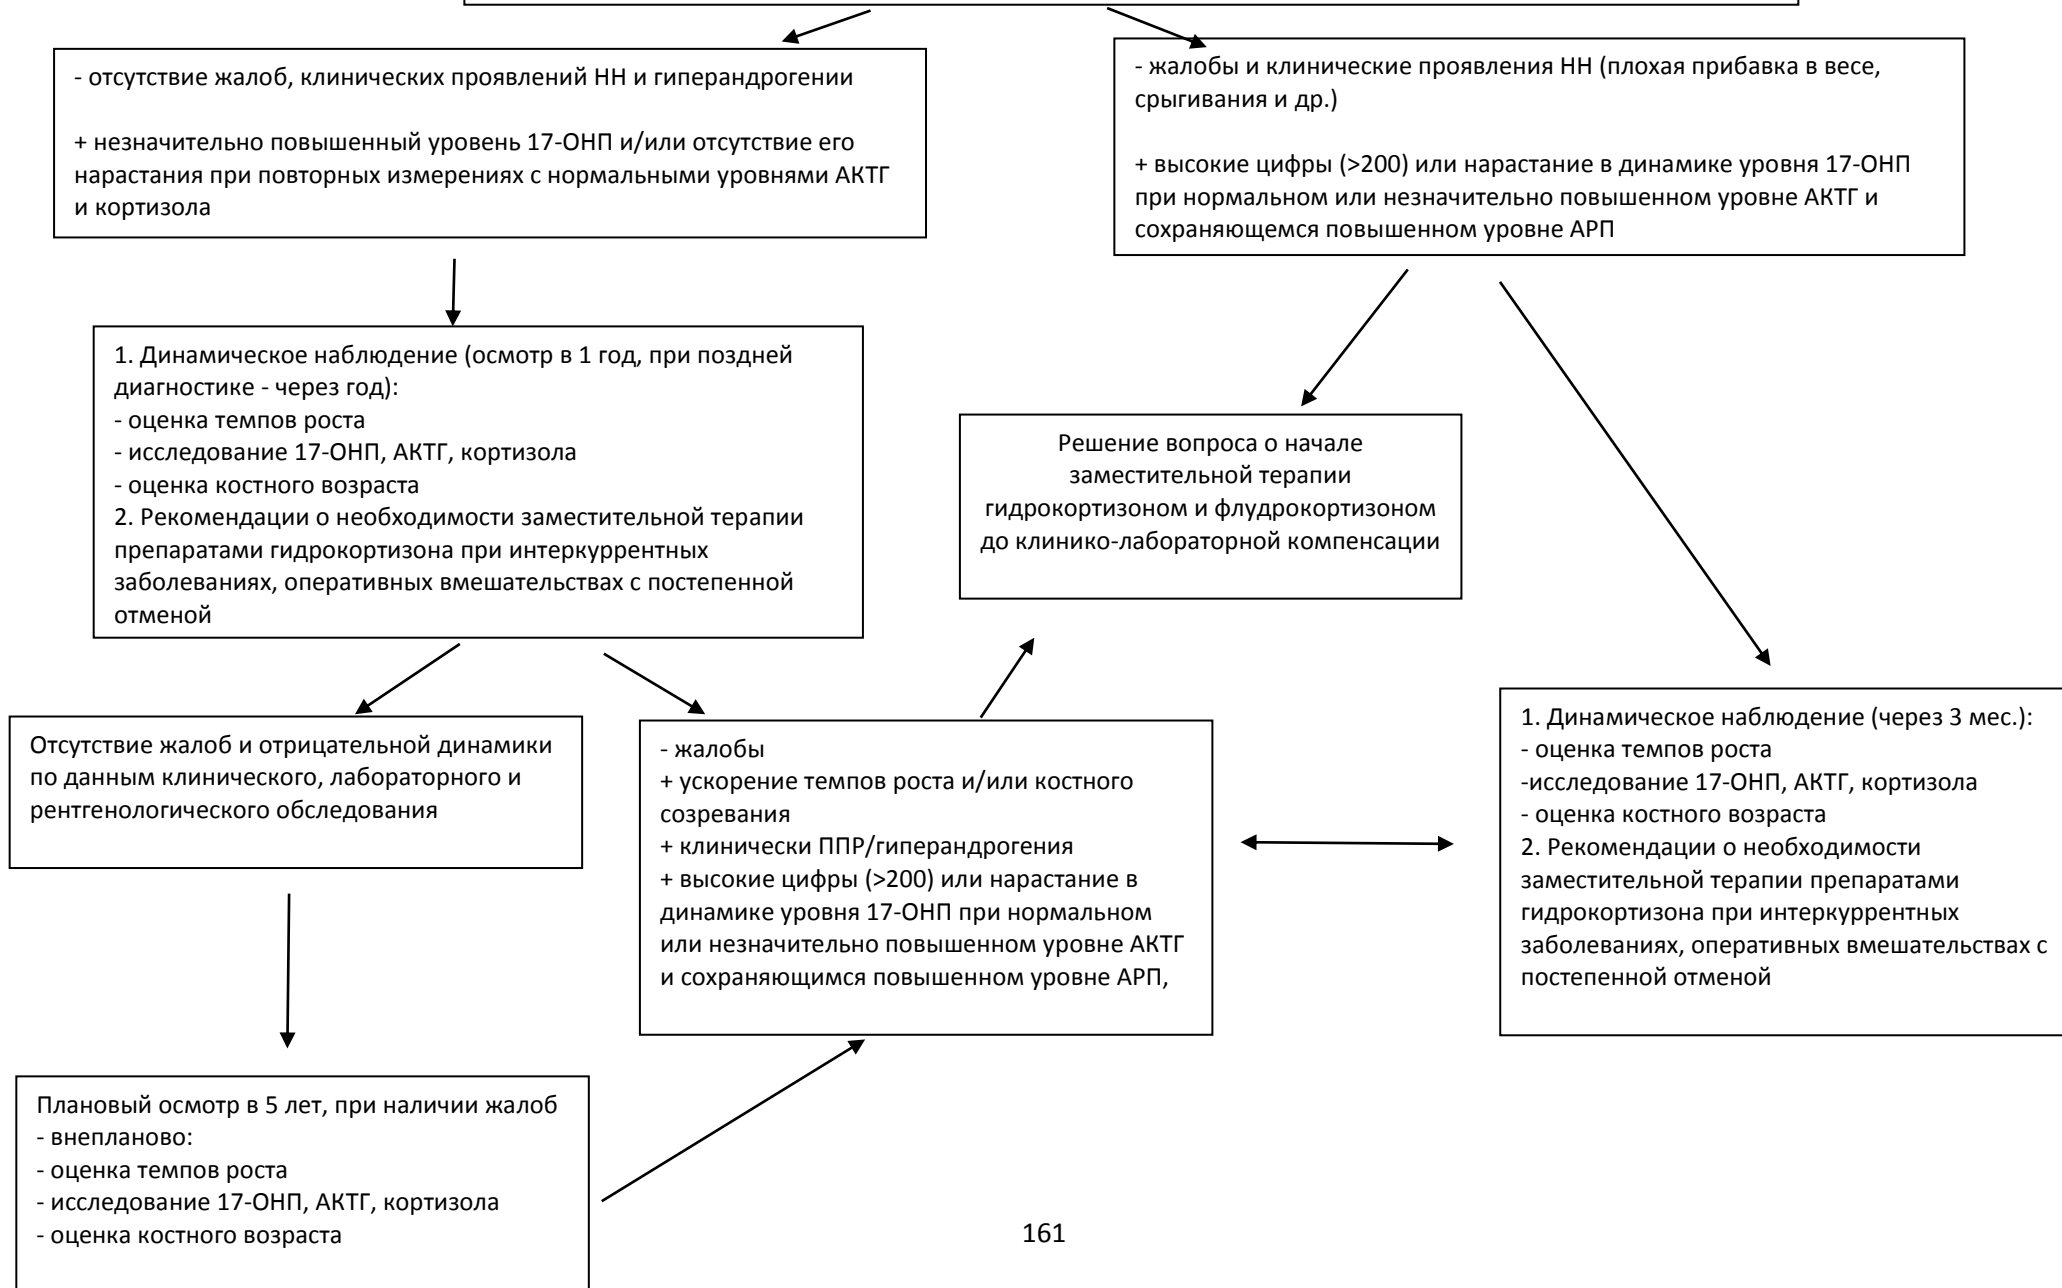 - отсутствие жалоб, клинических проявлений НН и гиперандрогении
+ незначительно повышенный уровень 17-ОНП и/или отсутствие его
нарастания при повторных измерениях с нормальными уровнями АКТГ
и кортизола
- жалобы и клинические проявления НН (плохая прибавка в весе,
срыгивания и др.)
+ высокие цифры (>200) или нарастание в динамике уровня 17-ОНП
при нормальном или незначительно повышенном уровне АКТГ и
сохраняющемся повышенном уровне АРП
1. Динамическое наблюдение (осмотр в 1 год, при поздней
диагностике - через год):
- оценка темпов роста
- исследование 17-ОНП, АКТГ, кортизола
- оценка костного возраста
2. Рекомендации о необходимости заместительной терапии
препаратами гидрокортизона при интеркуррентных
заболеваниях, оперативных вмешательствах с постепенной
отменой
Решение вопроса о начале
заместительной терапии
гидрокортизоном и флудрокортизоном
до клинико-лабораторной компенсации
Отсутствие жалоб и отрицательной динамики
по данным клинического, лабораторного и
рентгенологического обследования
- жалобы
+ ускорение темпов роста и/или костного
созревания
+ клинически ППР/гиперандрогения
+ высокие цифры (>200) или нарастание в
динамике уровня 17-ОНП при нормальном
или незначительно повышенном уровне АКТГ
и сохраняющимся повышенном уровне АРП,
1. Динамическое наблюдение (через 3 мес.):
- оценка темпов роста
-исследование 17-ОНП, АКТГ, кортизола
- оценка костного возраста
2. Рекомендации о необходимости
заместительной терапии препаратами
гидрокортизона при интеркуррентных
заболеваниях, оперативных вмешательствах с
постепенной отменой
Плановый осмотр в 5 лет, при наличии жалоб
- внепланово:
- оценка темпов роста
- исследование 17-ОНП, АКТГ, кортизола
- оценка костного возраста
161